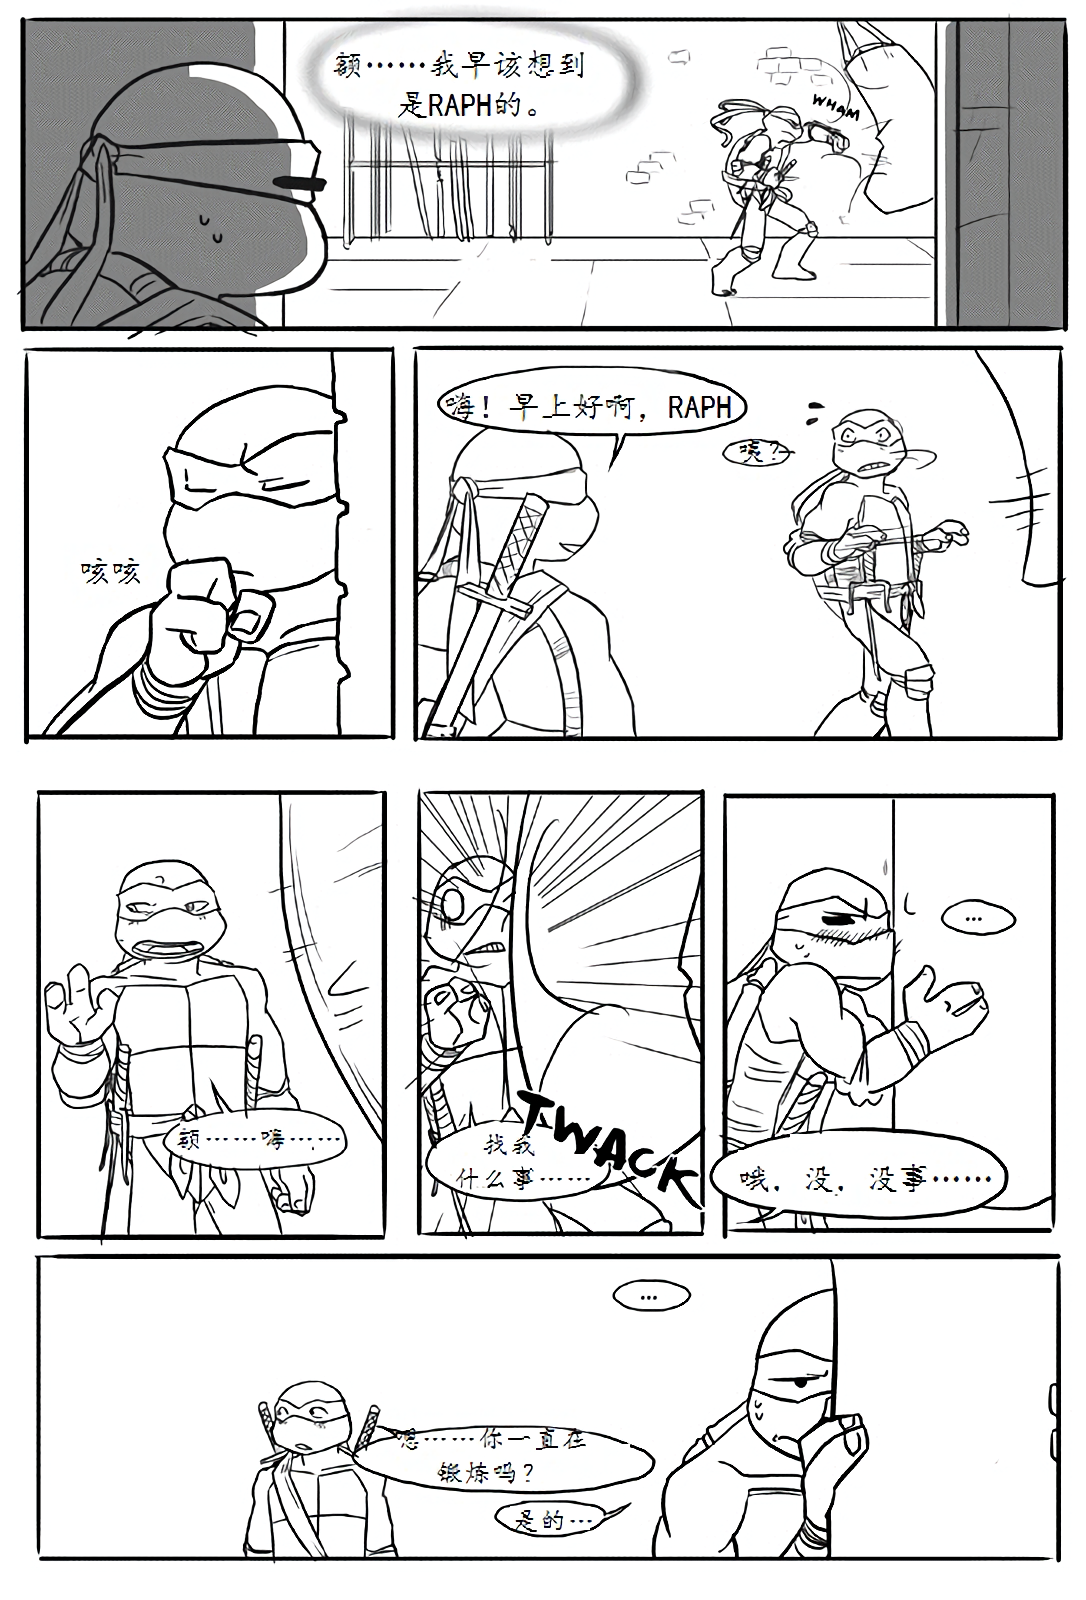 额……我早该想到
是RAPH的。
WHAM
咳咳
嗨！早上好啊，RAPH
咦？
额……嗨……
TWACK
找我
什么事……
…
哦，没，没事……
…
嗯……你一直在
锻炼吗？
是的…